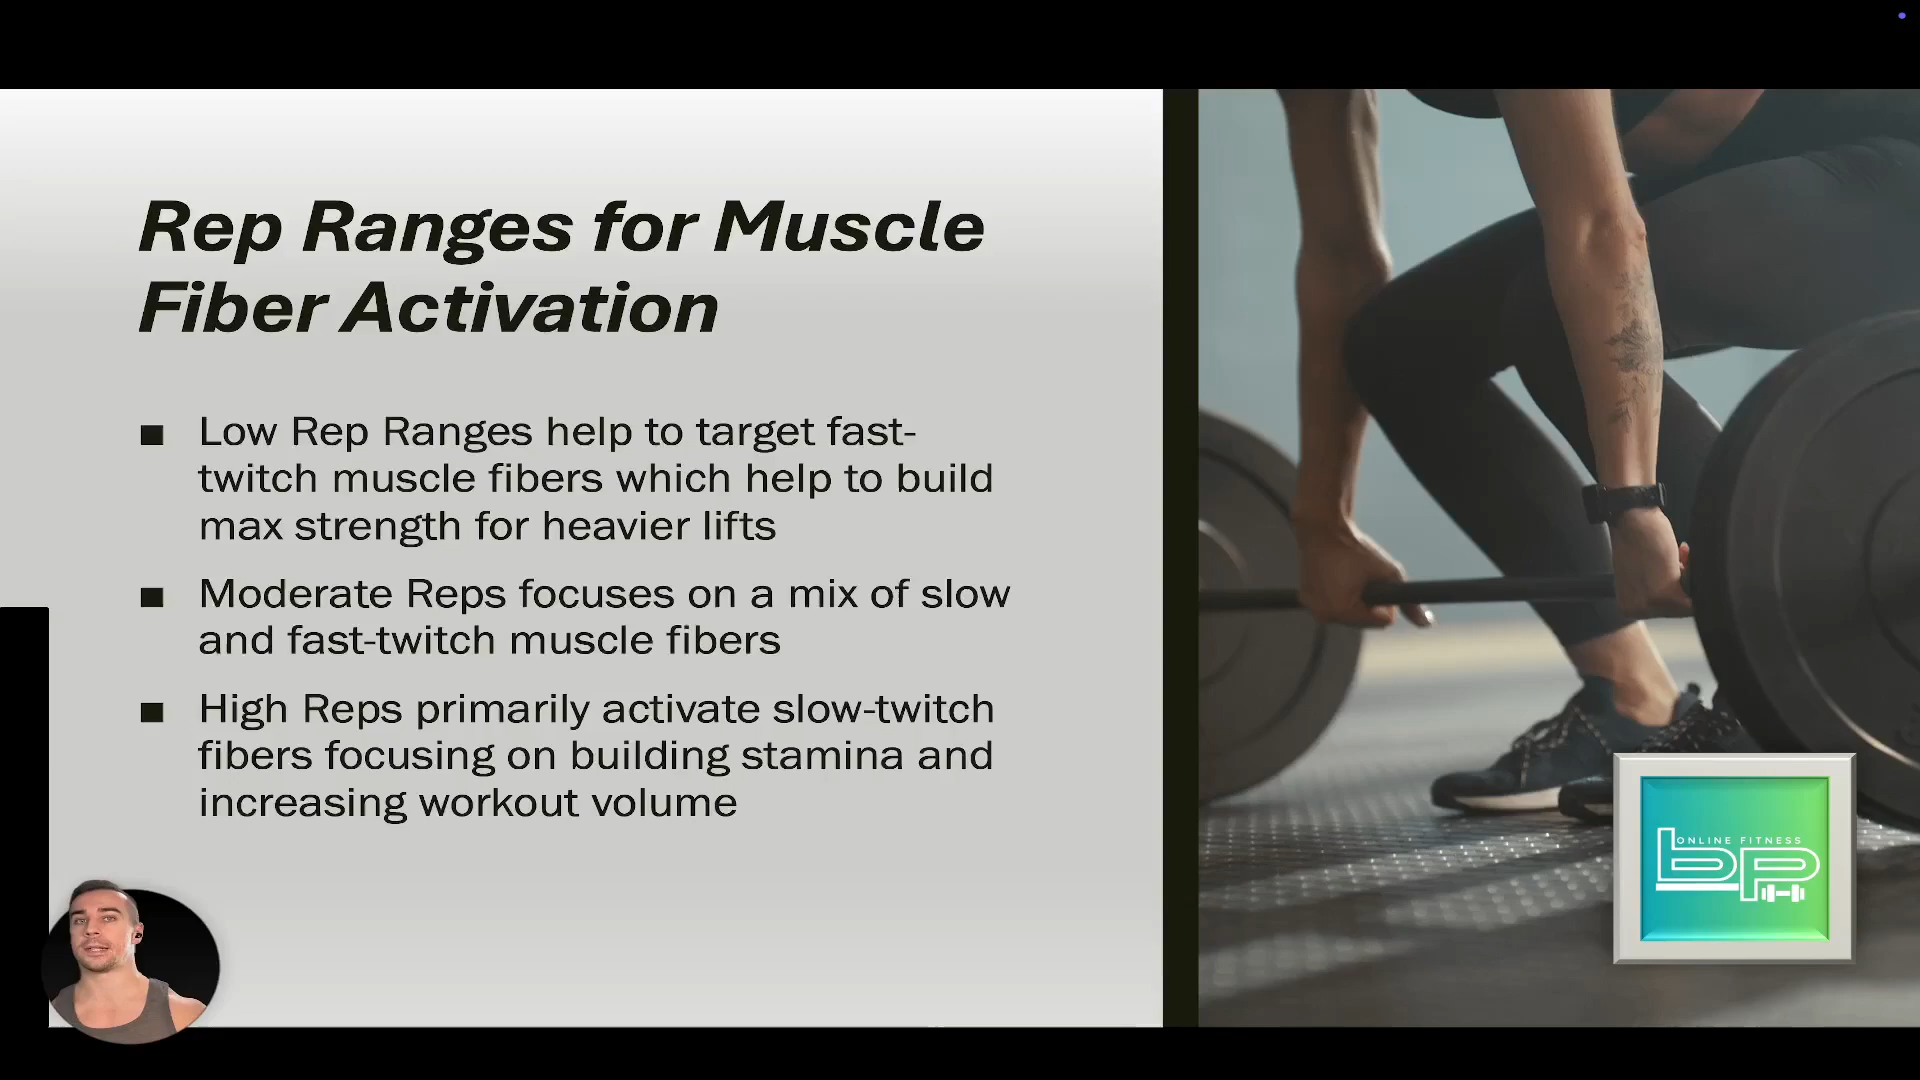 Rep Ranges for Muscle
Fiber Activation
■ Low Rep Ranges help to target fast-
twitch muscle fibers which help to build
max strength for heavier lifts
■ Moderate Reps focuses on a mix of slow
and fast-twitch muscle fibers
■ High Reps primarily activate slow-twitch
fibers focusing on building stamina and
increasing workout volume
ONLINE FITNESS
bp